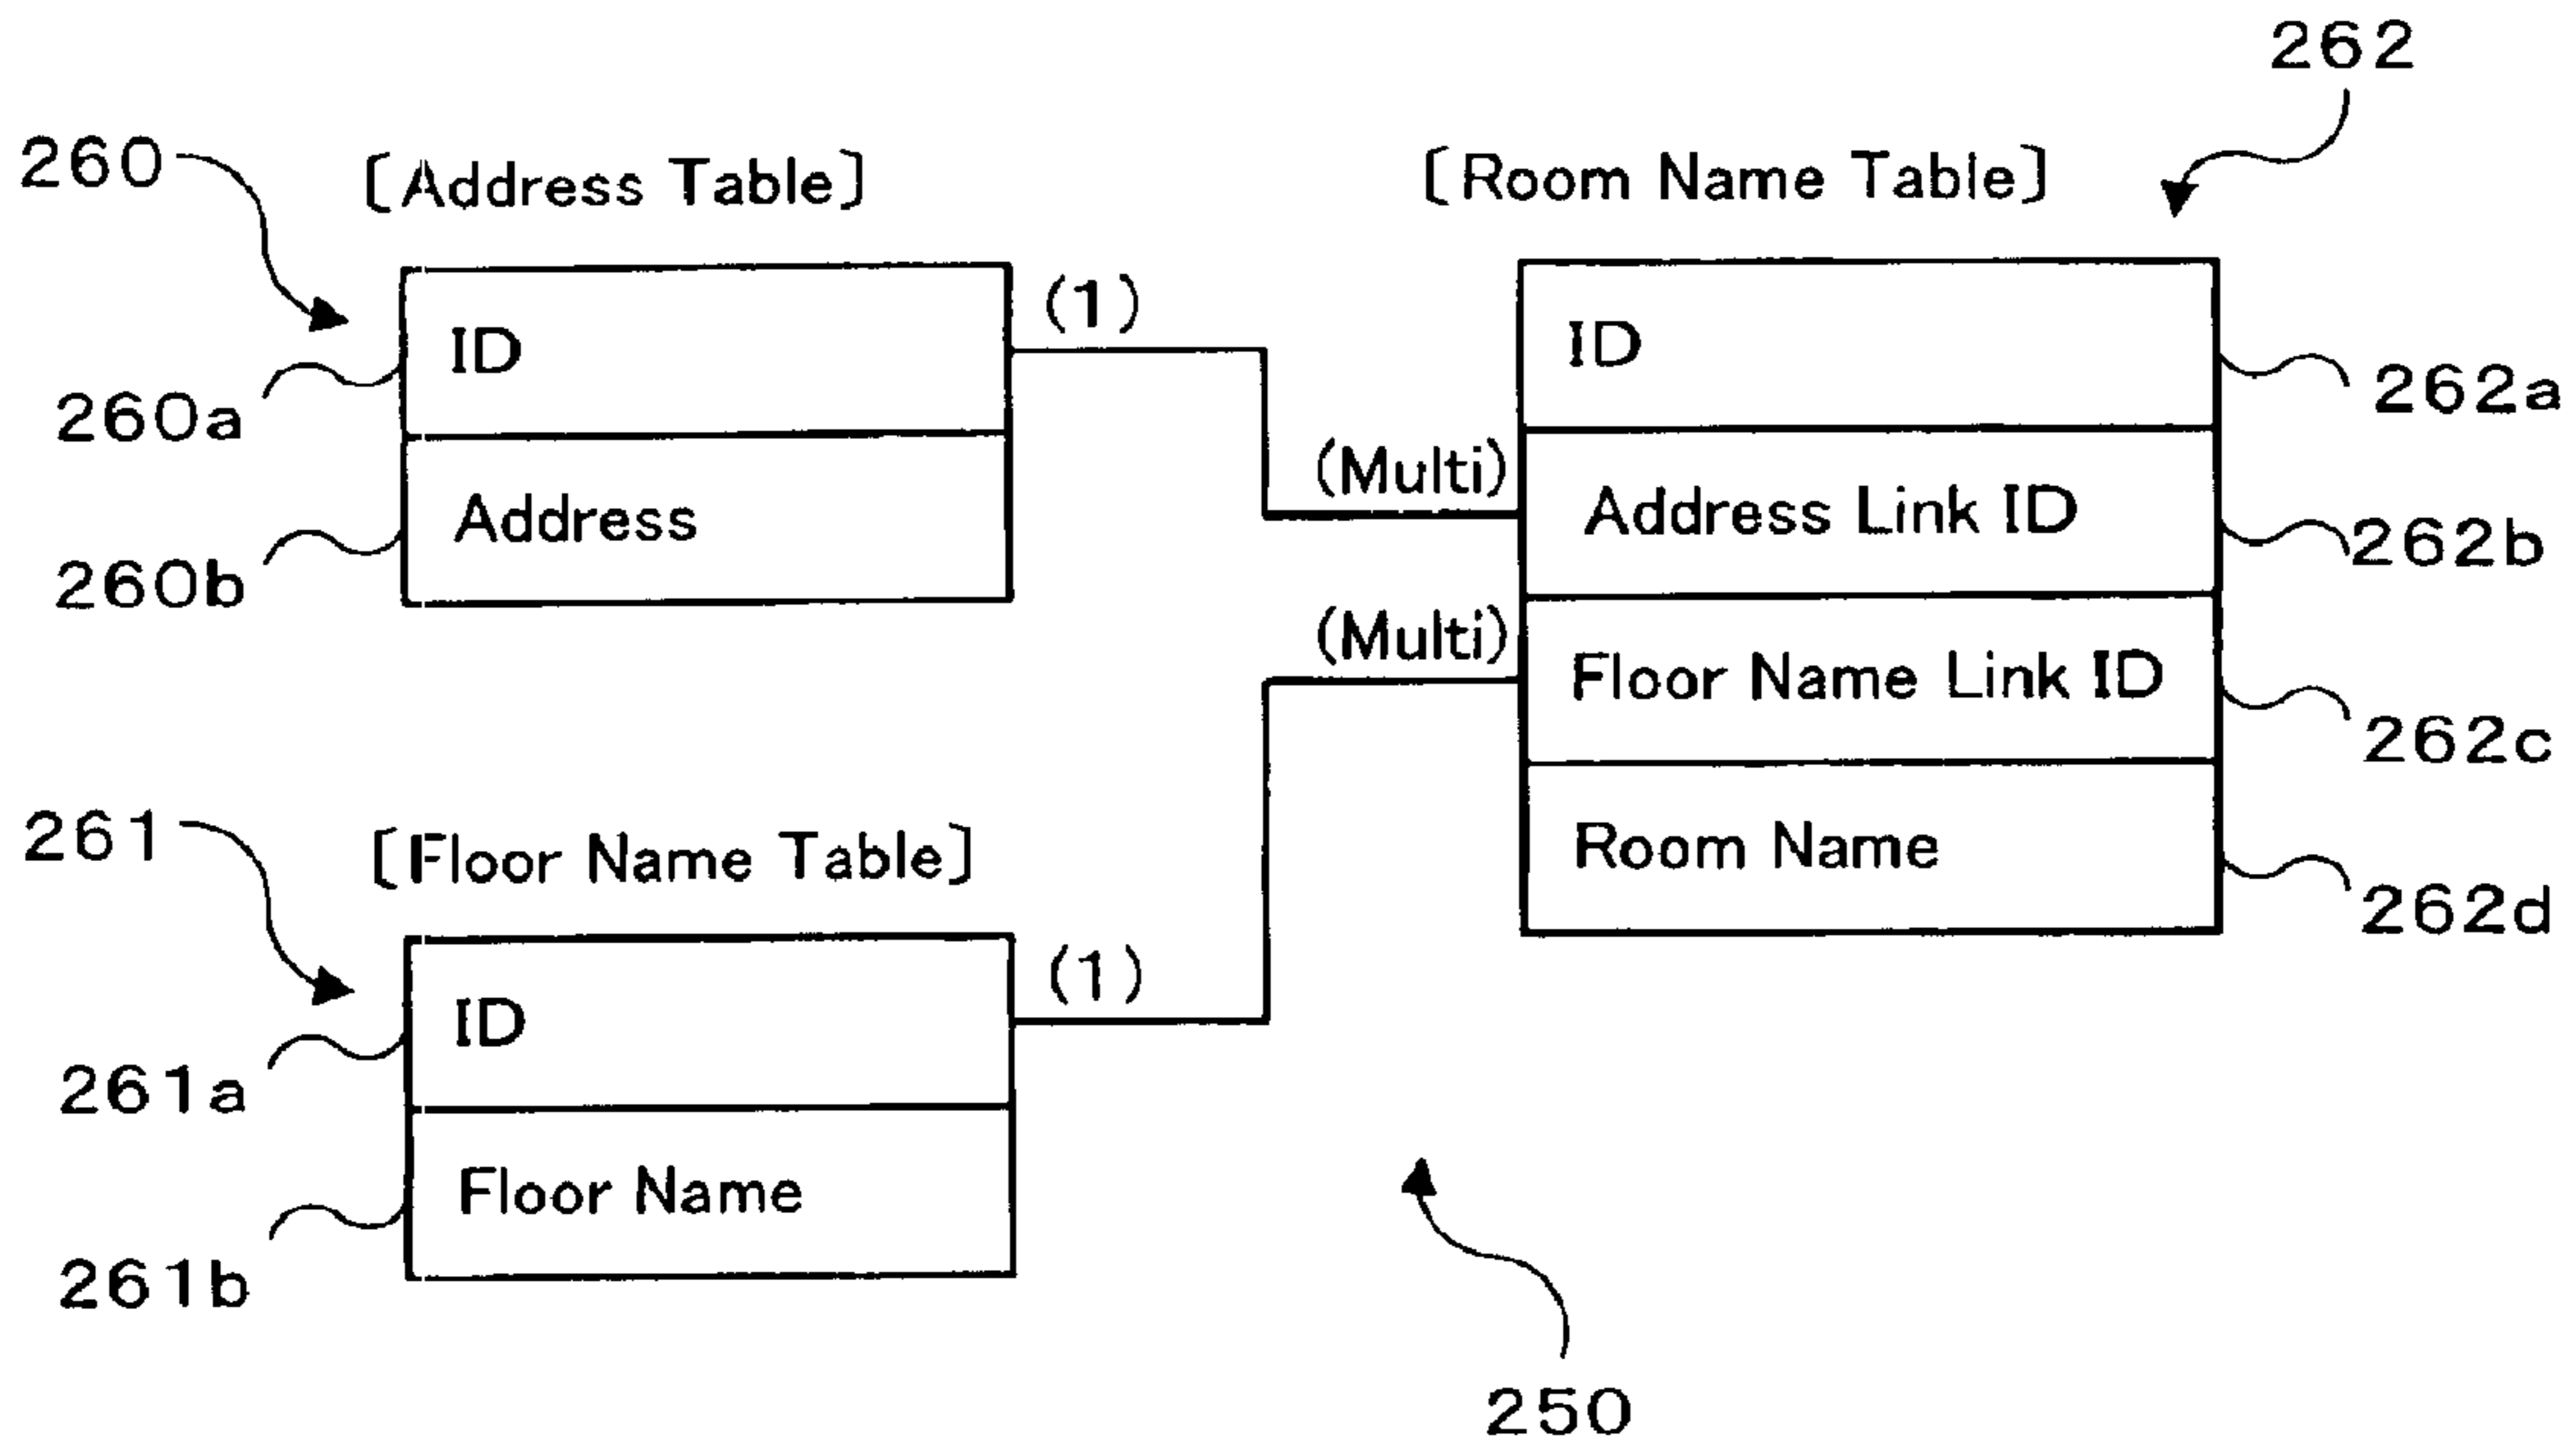 262
260
〔Address Table〕
〔Room Name Table〕
ID
(1)
260a
Address
260b
ID
262a
(Multi)
Address Link ID
262b
(Multi)
Floor Name Link ID
262c
Room Name
262d
261
〔Floor Name Table〕
ID
(1)
261a
Floor Name
261b
250